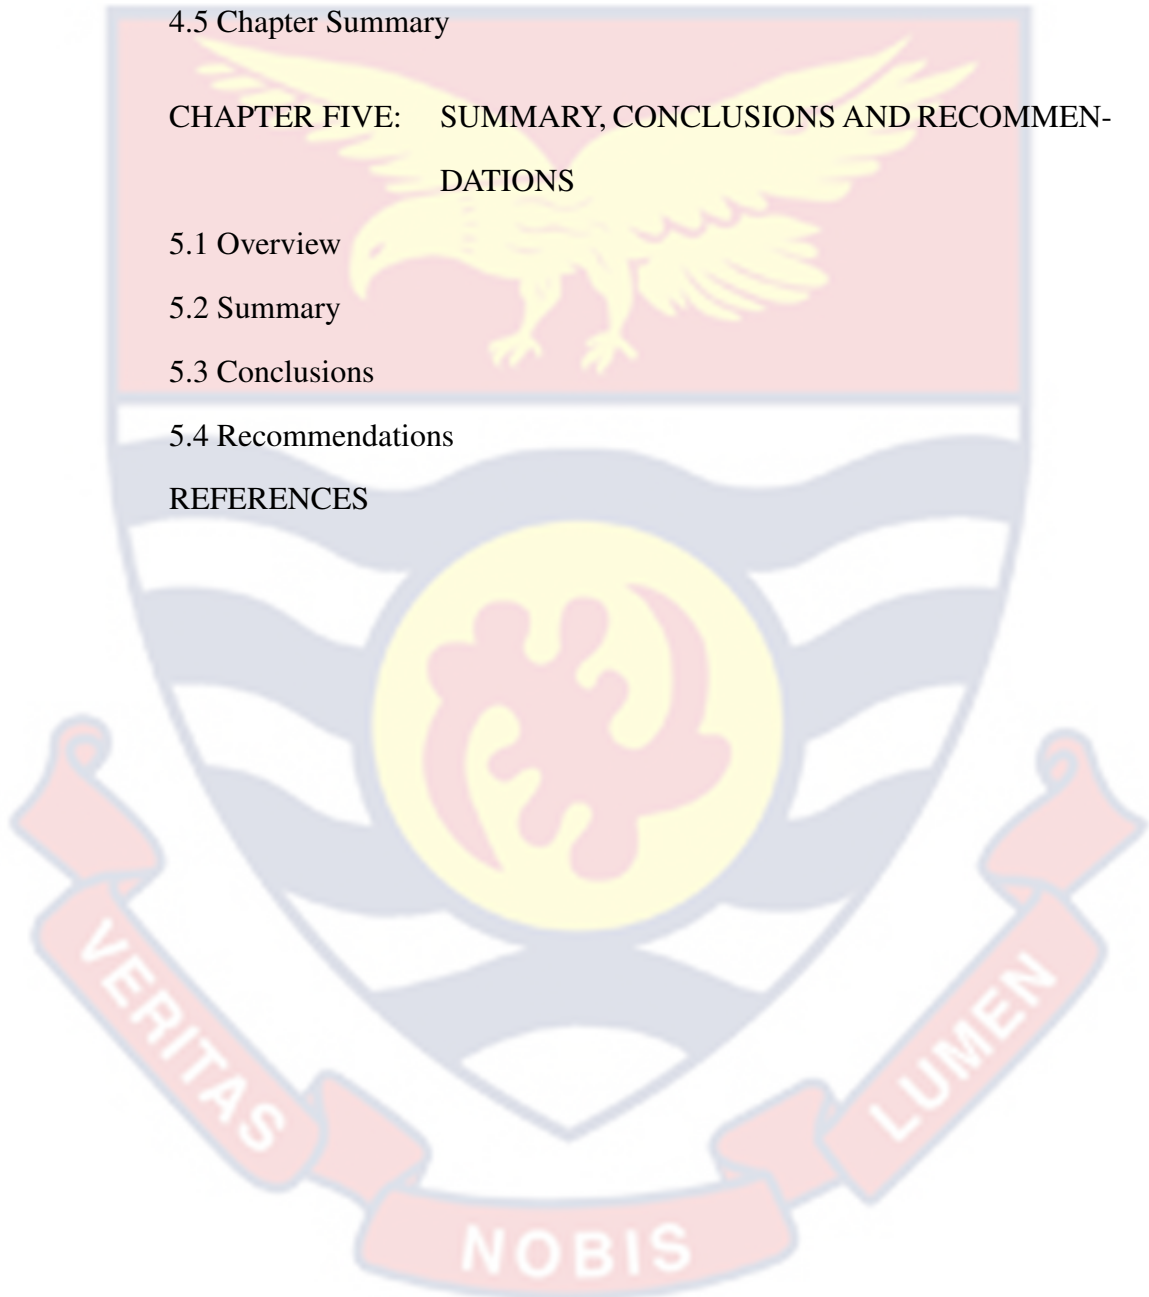 4.5 Chapter Summary
CHAPTER FIVE: SUMMARY, CONCLUSIONS AND RECOMMEN-
DATIONS
5.1 Overview
5.2 Summary
5.3 Conclusions
5.4 Recommendations
REFERENCES
VERITAS
NOBIS
LUMEN